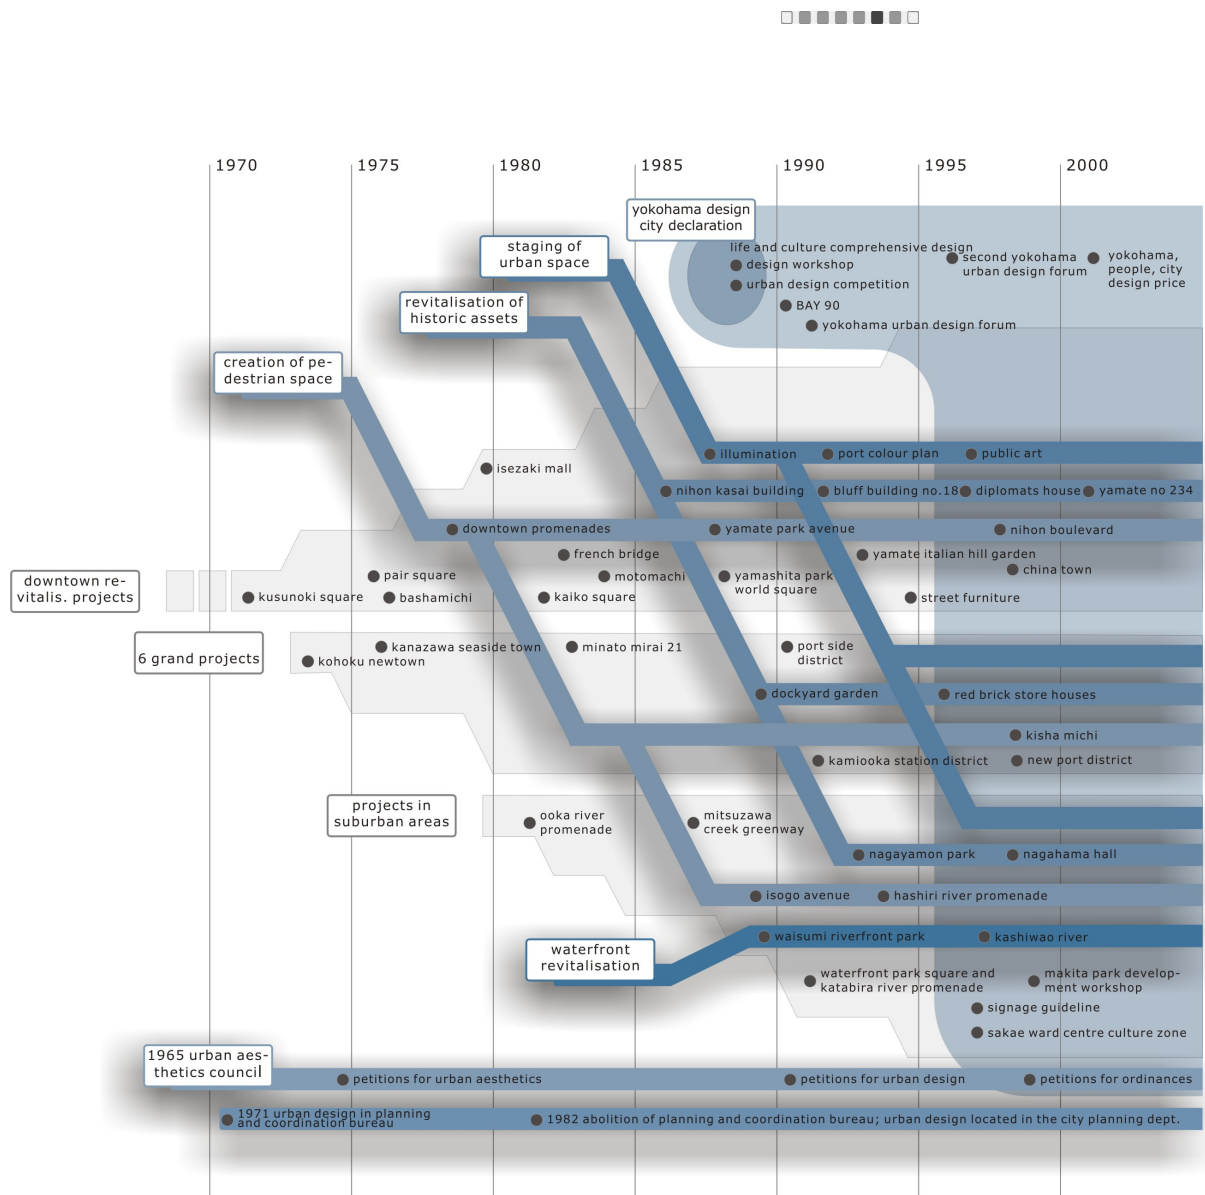 1970
1975
1980
1985
1990
1995
2000
yokohama design
city declaration
staging of
urban space
life and culture comprehensive design
design workshop
urban design competition
BAY 90
yokohama urban design forum
second yokohama
urban design forum
yokohama,
people, city
design price
revitalisation of
historic assets
creation of pe-
destrian space
illumination
port colour plan
public art
isezaki mall
nihon kasai building
bluff building no.18
diplomats house
yamate no 234
downtown promenades
yamate park avenue
nihon boulevard
french bridge
yamate italian hill garden
china town
downtown re-
vitalis. projects
pair square
motomachi
yamashita park
world square
kusunoki square
bashamichi
kaiko square
street furniture
6 grand projects
kanazawa seaside town
minato mirai 21
port side
district
kohoku newtown
dockyard garden
red brick store houses
kisha michi
kamiooka station district
new port district
projects in
suburban areas
ooka river
promenade
mitsuzawa
creek greenway
nagayamon park
nagahama hall
isogo avenue
hashiri river promenade
waterfront
revitalisation
waisumi riverfront park
kashiwao river
waterfront park square and
katabira river promenade
makita park develop-
ment workshop
signage guideline
sakae ward centre culture zone
1965 urban aes-
thetics council
petitions for urban aesthetics
petitions for urban design
petitions for ordinances
1971 urban design in planning
and coordination bureau
1982 abolition of planning and coordination bureau; urban design located in the city planning dept.